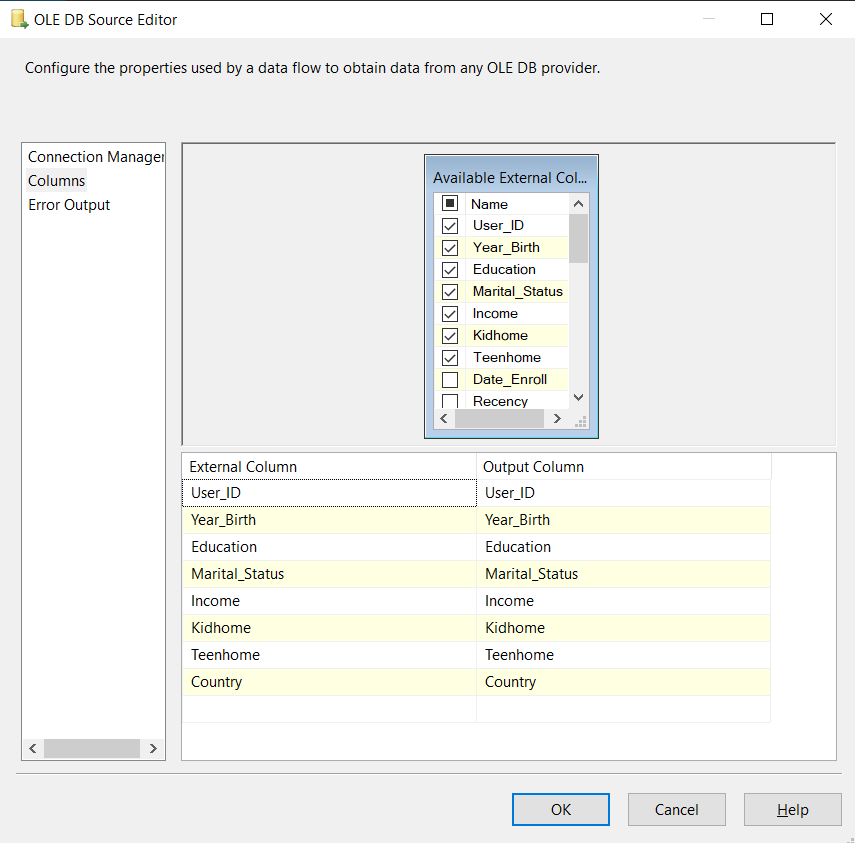 OLE DB Source Editor
Configure the properties used by a data flow to obtain data from any OLE DB provider.
Connection Manager
Columns
Error Output
Available External Col...
Name
User_ID
Year_Birth
Education
Marital_Status
Income
Kidhome
Teenhome
Date_Enroll
Recency
External Column Output Column
User_ID User_ID
Year_Birth Year_Birth
Education Education
Marital_Status Marital_Status
Income Income
Kidhome Kidhome
Teenhome Teenhome
Country Country
OK Cancel Help